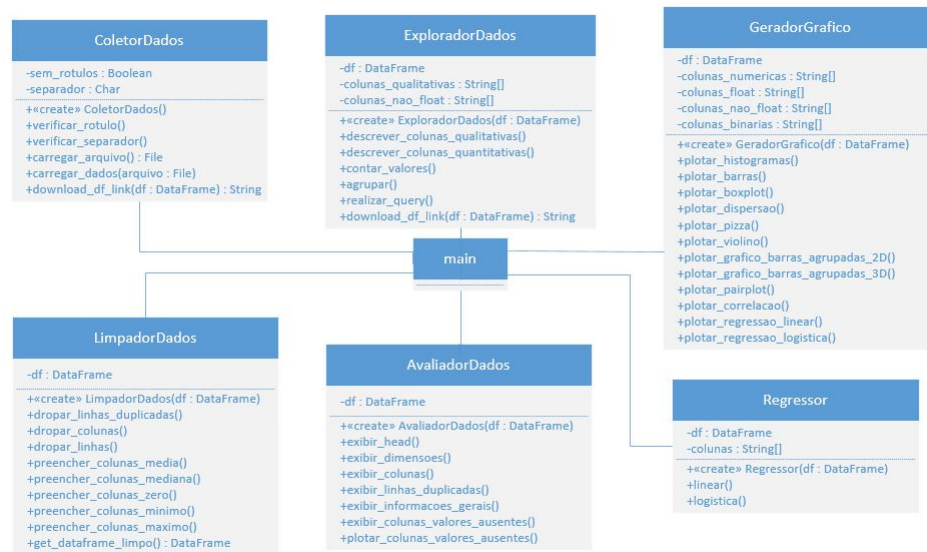 ColetorDados
-sem_rotulos : Boolean
-separador : Char
+«create» ColetorDados()
+verificar_rotulo()
+verificar_separador()
+carregar_arquivo() : File
+carregar_dados(arquivo : File)
+download_df_link(df : DataFrame) : String
ExploradorDados
-df : DataFrame
-colunas_qualitativas : String[]
-colunas_nao_float : String[]
+«create» ExploradorDados(df : DataFrame)
+descrever_colunas_qualitativas()
+descrever_colunas_quantitativas()
+contar_valores()
+agrupar()
+realizar_query()
+download_df_link(df : DataFrame) : String
GeradorGrafico
-df : DataFrame
-colunas_numericas : String[]
-colunas_float : String[]
-colunas_nao_float : String[]
-colunas_binarias : String[]
+«create» GeradorGrafico(df : DataFrame)
+plotar_histogramas()
+plotar_barras()
+plotar_boxplot()
+plotar_dispersao()
+plotar_pizza()
+plotar_violino()
+plotar_grafico_barras_agrupadas_2D()
+plotar_grafico_barras_agrupadas_3D()
+plotar_pairplot()
+plotar_correlacao()
+plotar_regressao_linear()
+plotar_regressao_logistica()
main
LimpadorDados
-df : DataFrame
+«create» LimpadorDados(df : DataFrame)
+dropar_linhas_duplicadas()
+dropar_colunas()
+dropar_linhas()
+preencher_colunas_media()
+preencher_colunas_mediana()
+preencher_colunas_zero()
+preencher_colunas_minimo()
+preencher_colunas_maximo()
+get_dataframe_limpo() : DataFrame
AvaliadorDados
-df : DataFrame
+«create» AvaliadorDados(df : DataFrame)
+exibir_head()
+exibir_dimensoes()
+exibir_colunas()
+exibir_linhas_duplicadas()
+exibir_informacoes_gerais()
+exibir_colunas_valores_ausentes()
+plotar_colunas_valores_ausentes()
Regressor
-df : DataFrame
-colunas : String[]
+«create» Regressor(df : DataFrame)
+linear()
+logistica()